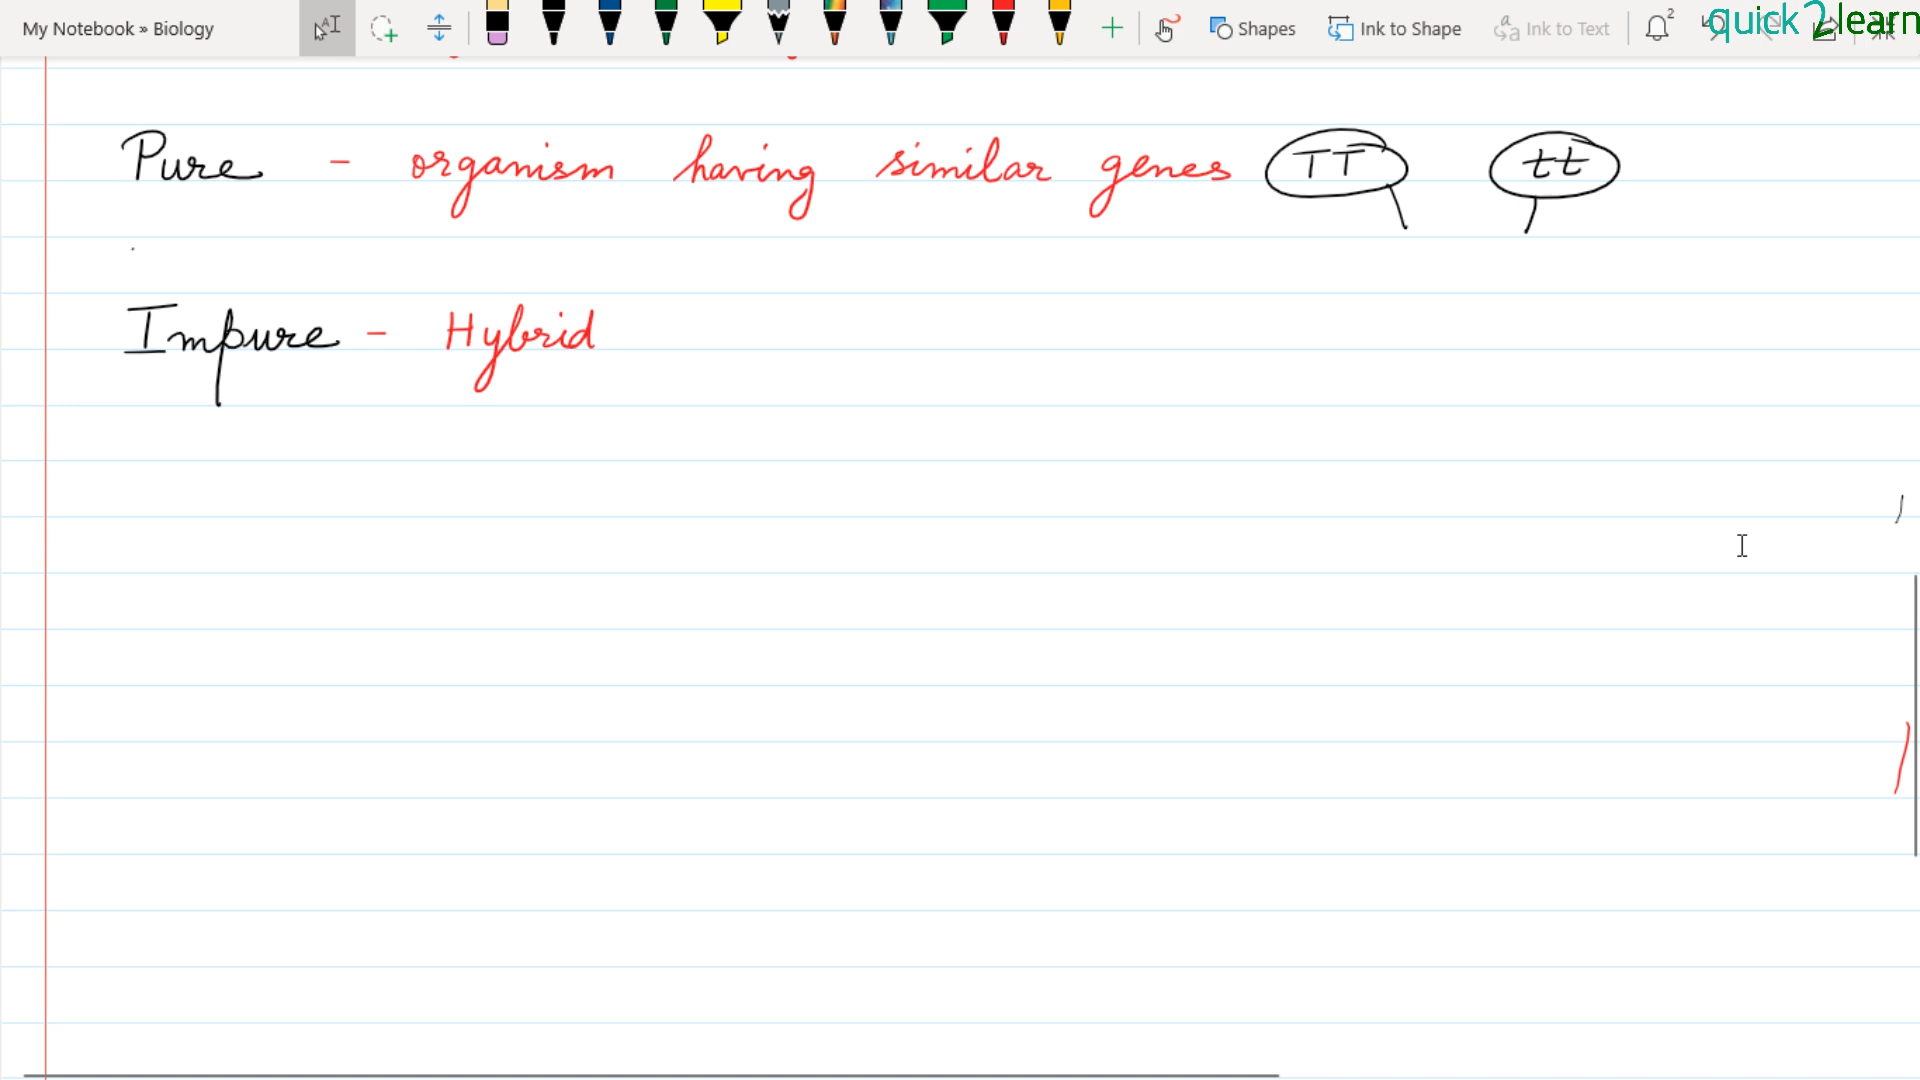 My Notebook » Biology
Shapes
Ink to Shape
Ink to Text
2
quick2learn
Pure - organism having similar genes TT tt
Impure - Hybrid